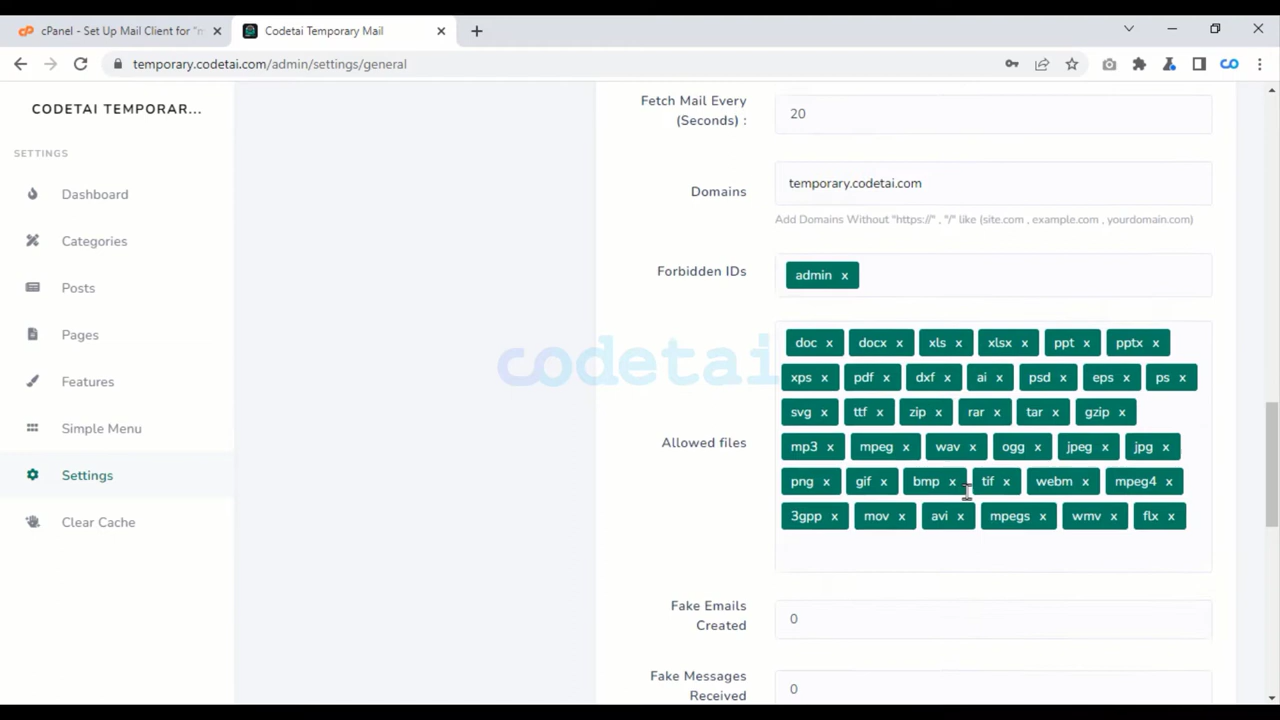 cPanel - Set Up Mail Client for "m
Codetai Temporary Mail
temporary.codetai.com/admin/settings/general
CODETAI TEMPORAR...
SETTINGS
Dashboard
Categories
Posts
Pages
Features
Simple Menu
Settings
Clear Cache
Fetch Mail Every
(Seconds) :
20
Domains
temporary.codetai.com
Add Domains Without "https://" , "/" like (site.com , example.com , yourdomain.com)
Forbidden IDs
admin x
Allowed files
doc x docx x xls x xlsx x ppt x pptx x
xps x pdf x dxf x ai x psd x eps x ps x
svg x ttf x zip x rar x tar x gzip x
mp3 x mpeg x wav x ogg x jpeg x jpg x
png x gif x bmp x tif x webm x mpeg4 x
3gpp x mov x avi x mpegs x wmv x flx x
Fake Emails
Created
0
Fake Messages
Received
0
codetai